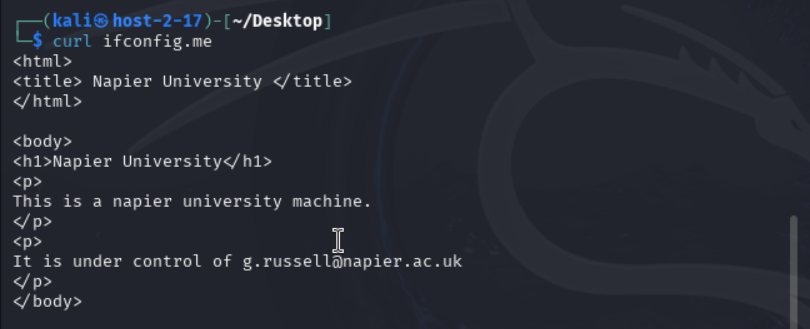 ┌──(kali㉿host-2-17)-[~/Desktop]
└─$ curl ifconfig.me
<html>
<title> Napier University </title>
</html>

<body>
<h1>Napier University</h1>
<p>
This is a napier university machine.
</p>
<p>
It is under control of g.russell@napier.ac.uk
</p>
</body>